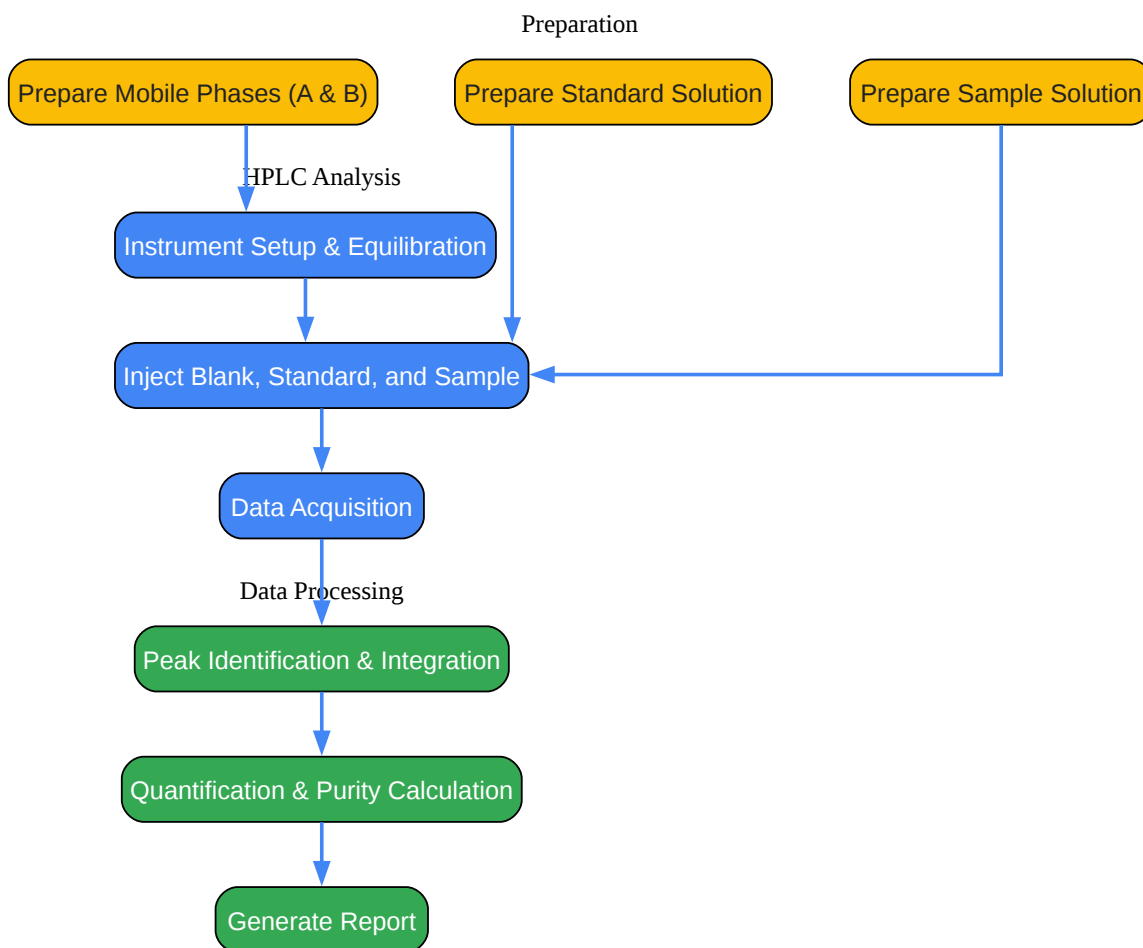 Preparation
Prepare Mobile Phases (A & B)
Prepare Standard Solution
Prepare Sample Solution
HPLC Analysis
Instrument Setup & Equilibration
Inject Blank, Standard, and Sample
Data Acquisition
Data Processing
Peak Identification & Integration
Quantification & Purity Calculation
Generate Report